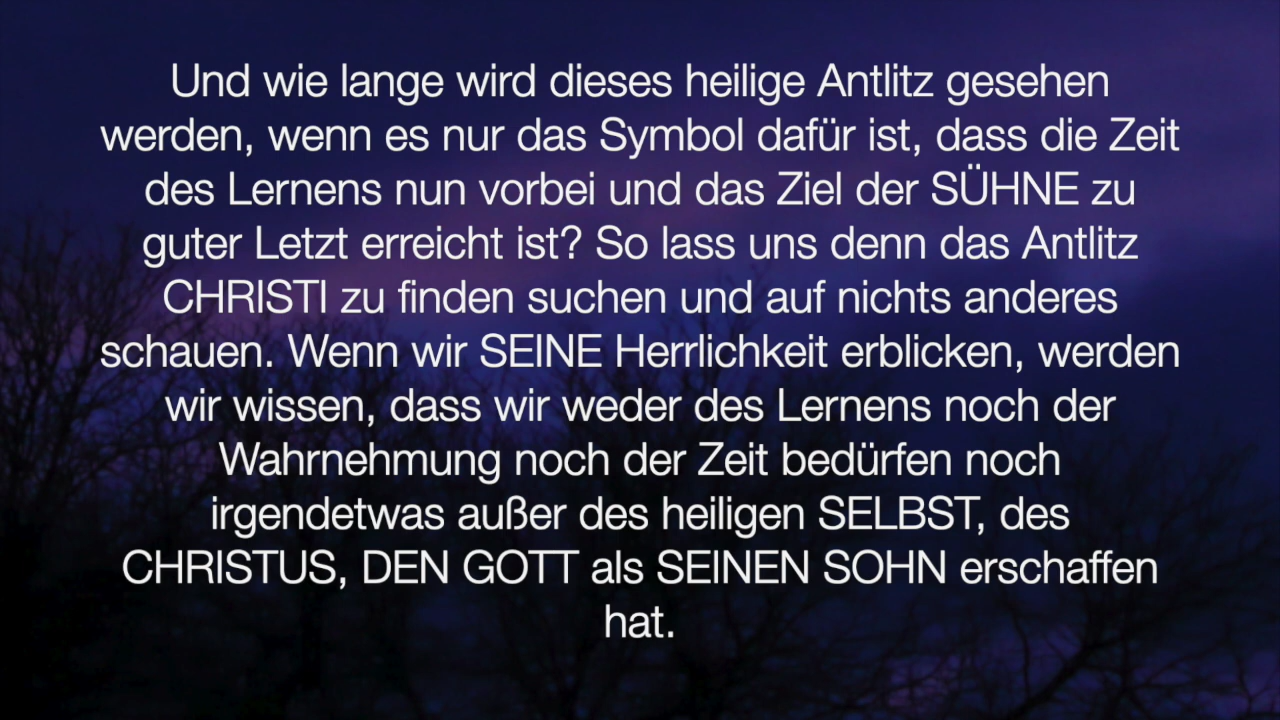 Und wie lange wird dieses heilige Antlitz gesehen
werden, wenn es nur das Symbol dafür ist, dass die Zeit
des Lernens nun vorbei und das Ziel der SÜHNE zu
guter Letzt erreicht ist? So lass uns denn das Antlitz
CHRISTI zu finden suchen und auf nichts anderes
schauen. Wenn wir SEINE Herrlichkeit erblicken, werden
wir wissen, dass wir weder des Lernens noch der
Wahrnehmung noch der Zeit bedürfen noch
irgendetwas außer des heiligen SELBST, des
CHRISTUS, DEN GOTT als SEINEN SOHN erschaffen
hat.